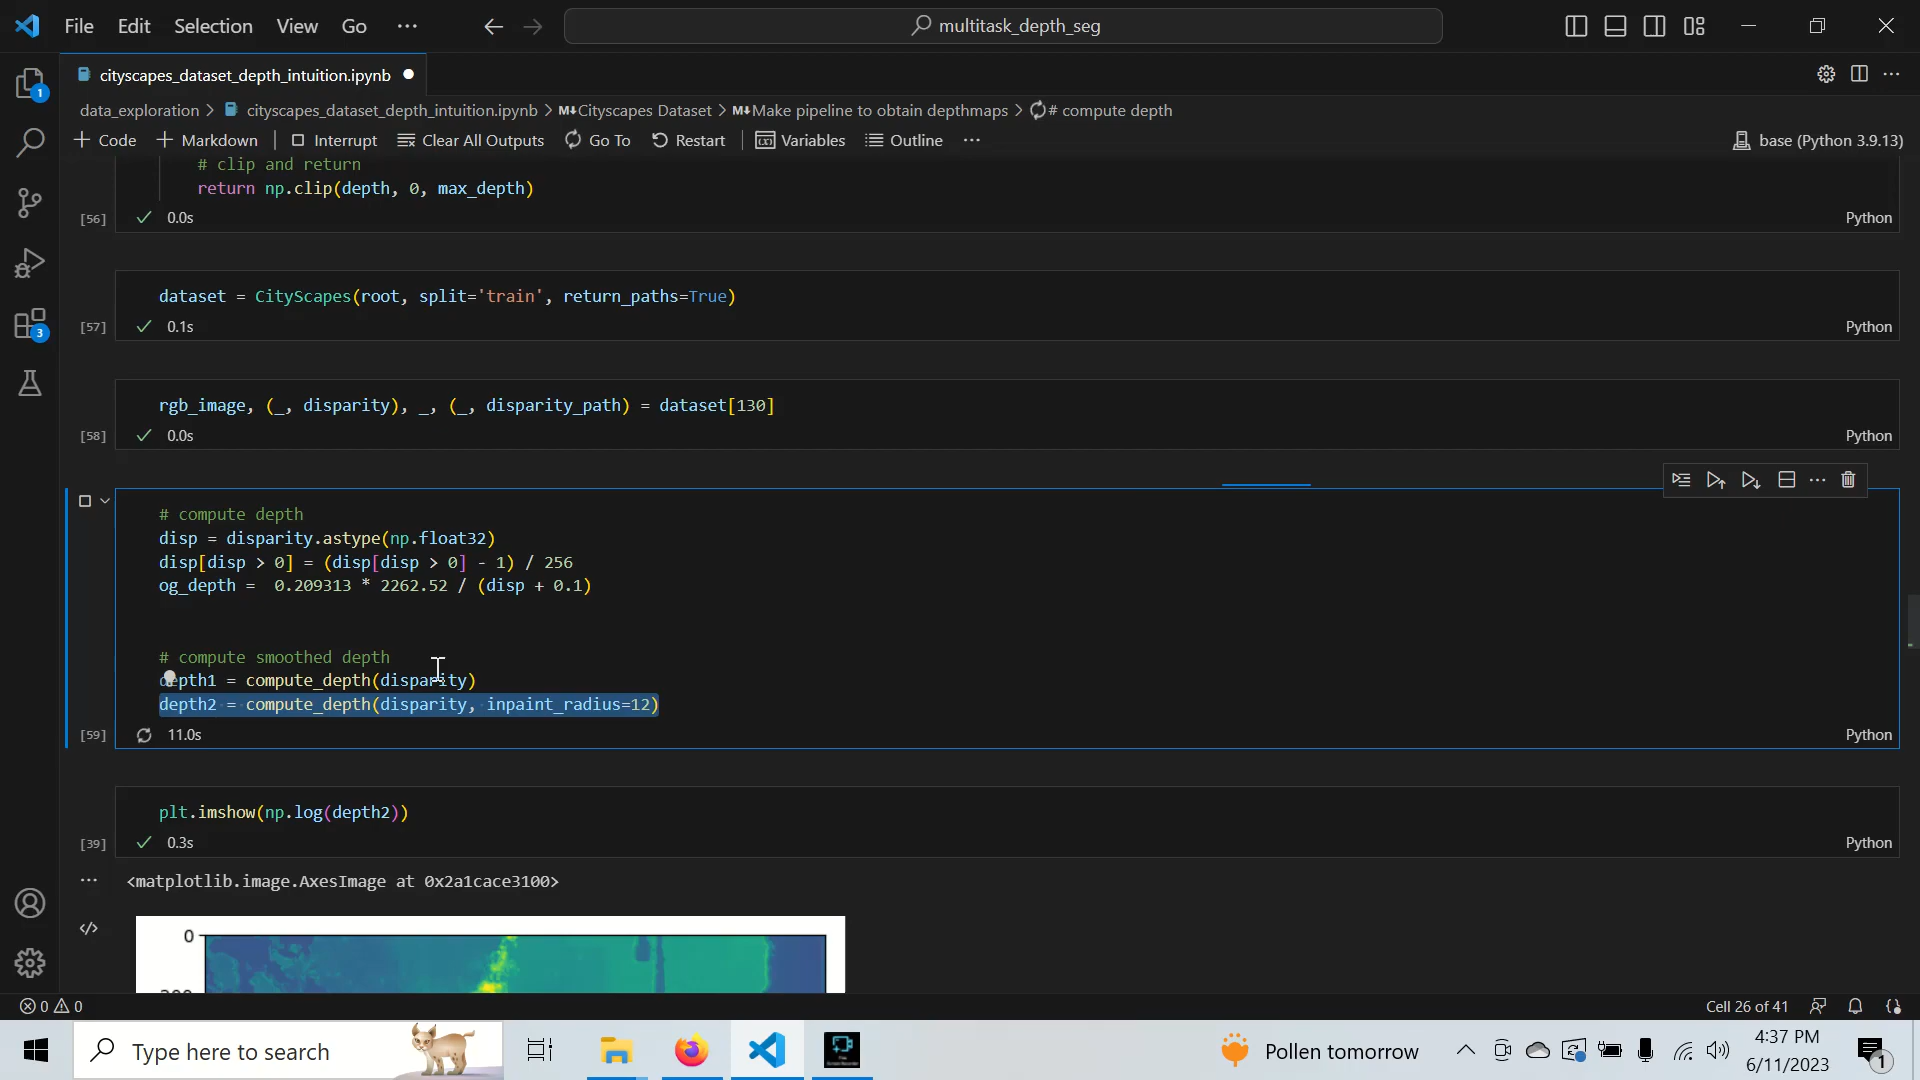 File Edit Selection View Go ···
multitask_depth_seg
cityscapes_dataset_depth_intuition.ipynb
data_exploration > cityscapes_dataset_depth_intuition.ipynb > M↓Cityscapes Dataset > M↓Make pipeline to obtain depthmaps > # compute depth
+ Code + Markdown Interrupt Clear All Outputs Go To Restart Variables Outline ···
base (Python 3.9.13)
1
3
# clip and return
return np.clip(depth, 0, max_depth)
[56] 0.0s Python
dataset = CityScapes(root, split='train', return_paths=True)
[57] 0.1s Python
rgb_image, (_, disparity), _, (_, disparity_path) = dataset[130]
[58] 0.0s Python
# compute depth
disp = disparity.astype(np.float32)
disp[disp > 0] = (disp[disp > 0] - 1) / 256
og_depth =  0.209313 * 2262.52 / (disp + 0.1)
# compute smoothed depth
depth1 = compute_depth(disparity)
depth2 = compute_depth(disparity, inpaint_radius=12)
[59] 11.0s Python
plt.imshow(np.log(depth2))
[39] 0.3s Python
<matplotlib.image.AxesImage at 0x2a1cace3100>
0
0 0
Cell 26 of 41
Type here to search
Pollen tomorrow
4:37 PM
6/11/2023
1